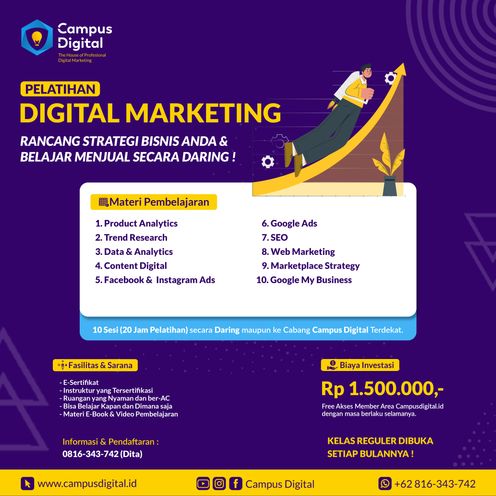 Campus
Digital
The House of Profesional
Digital Marketing
PELATIHAN
DIGITAL MARKETING
RANCANG STRATEGI BISNIS ANDA &
BELAJAR MENJUAL SECARA DARING !
Materi Pembelajaran
1. Product Analytics
2. Trend Research
3. Data & Analytics
4. Content Digital
5. Facebook & Instagram Ads
6. Google Ads
7. SEO
8. Web Marketing
9. Marketplace Strategy
10. Google My Business
10 Sesi (20 Jam Pelatihan) secara Daring maupun ke Cabang Campus Digital Terdekat.
Fasilitas & Sarana
- E-Sertifikat
- Instruktur yang Tersertifikasi
- Ruangan yang Nyaman dan ber-AC
- Bisa Belajar Kapan dan Dimana saja
- Materi E-Book & Video Pembelajaran
Informasi & Pendaftaran :
0816-343-742 (Dita)
Biaya Investasi
Rp 1.500.000,-
Free Akses Member Area Campusdigital.id
dengan masa berlaku selamanya.
KELAS REGULER DIBUKA
SETIAP BULANNYA !
www.campusdigital.id
Campus Digital
+62 816-343-742